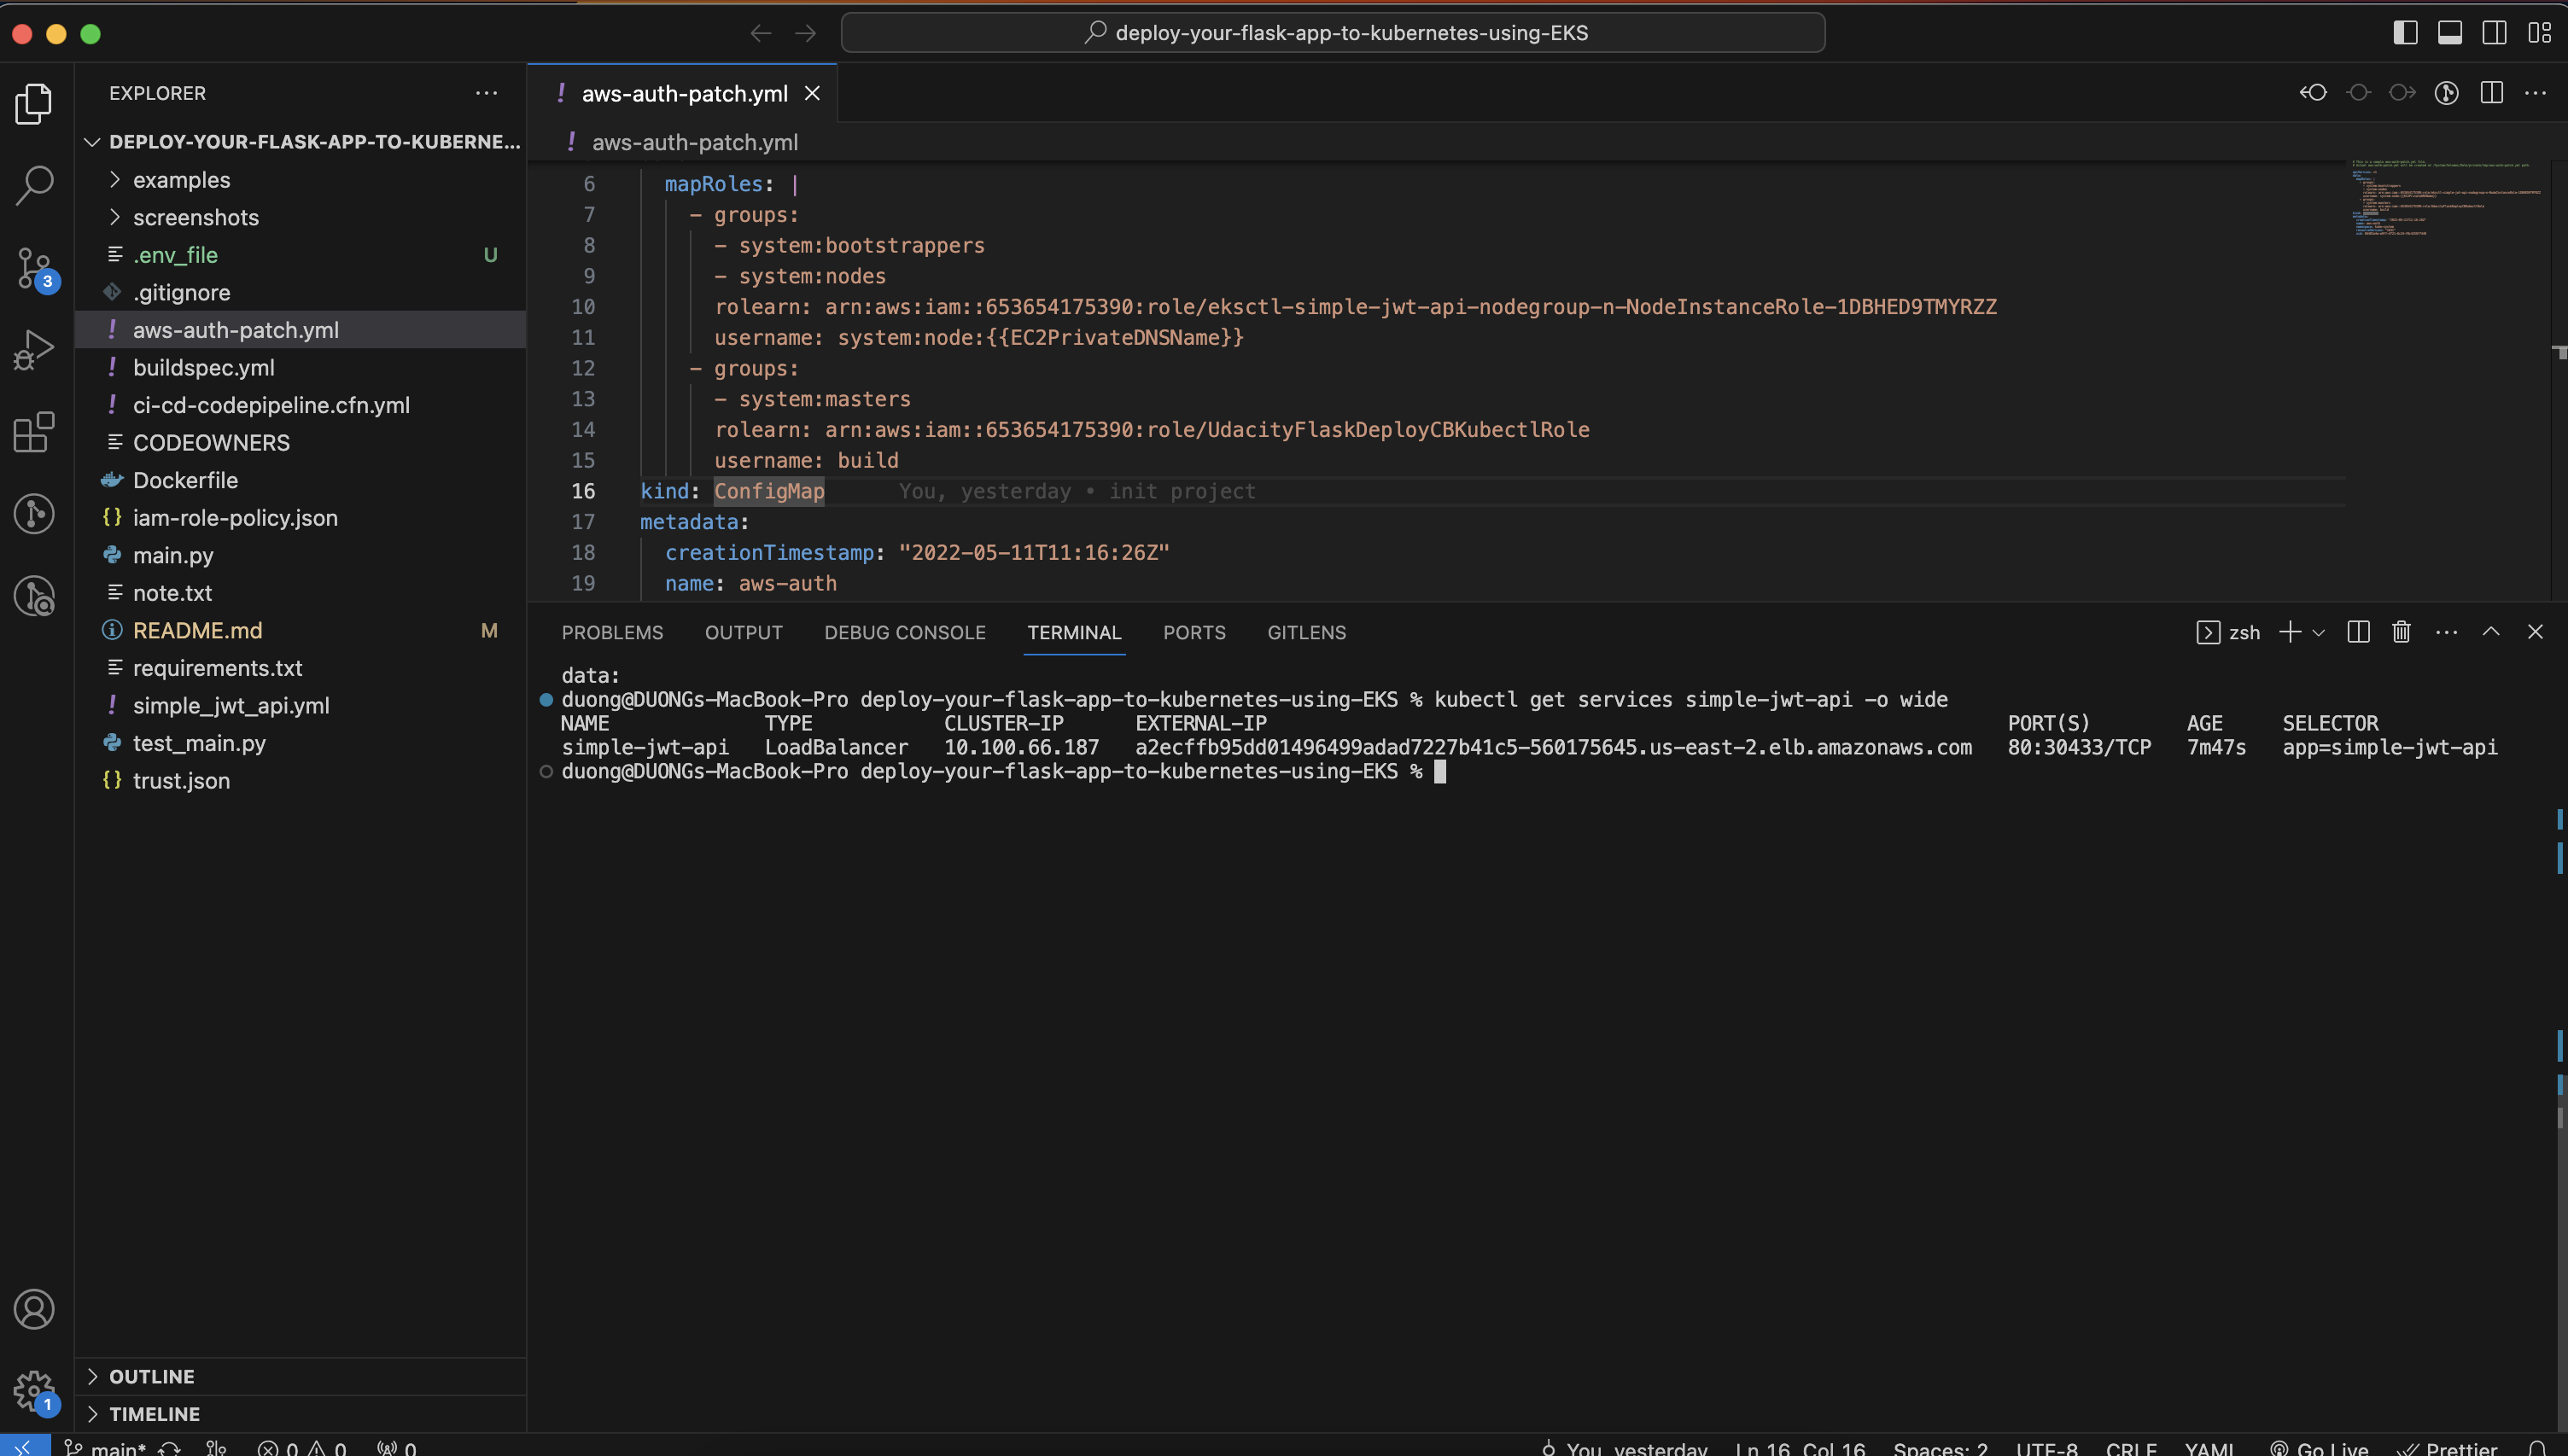 deploy-your-flask-app-to-kubernetes-using-EKS
EXPLORER
DEPLOY-YOUR-FLASK-APP-TO-KUBERNE...
examples
screenshots
.env_file U
.gitignore
aws-auth-patch.yml
buildspec.yml
ci-cd-codepipeline.cfn.yml
CODEOWNERS
Dockerfile
iam-role-policy.json
main.py
note.txt
README.md M
requirements.txt
simple_jwt_api.yml
test_main.py
trust.json
OUTLINE
TIMELINE
3
1
aws-auth-patch.yml
aws-auth-patch.yml
6 mapRoles: |
7 - groups:
8 - system:bootstrappers
9 - system:nodes
10 rolearn: arn:aws:iam::653654175390:role/eksctl-simple-jwt-api-nodegroup-n-NodeInstanceRole-1DBHED9TMYRZZ
11 username: system:node:{{EC2PrivateDNSName}}
12 - groups:
13 - system:masters
14 rolearn: arn:aws:iam::653654175390:role/UdacityFlaskDeployCBKubectlRole
15 username: build
16 kind: ConfigMap You, yesterday • init project
17 metadata:
18 creationTimestamp: "2022-05-11T11:16:26Z"
19 name: aws-auth
PROBLEMS OUTPUT DEBUG CONSOLE TERMINAL PORTS GITLENS zsh
data:
duong@DUONGs-MacBook-Pro deploy-your-flask-app-to-kubernetes-using-EKS % kubectl get services simple-jwt-api -o wide
NAME TYPE CLUSTER-IP EXTERNAL-IP PORT(S) AGE SELECTOR
simple-jwt-api LoadBalancer 10.100.66.187 a2ecffb95dd01496499adad7227b41c5-560175645.us-east-2.elb.amazonaws.com 80:30433/TCP 7m47s app=simple-jwt-api
duong@DUONGs-MacBook-Pro deploy-your-flask-app-to-kubernetes-using-EKS %
main* 0 0 0 You, yesterday Ln 16, Col 16 Spaces: 2 UTF-8 CRLF YAML Go Live Prettier